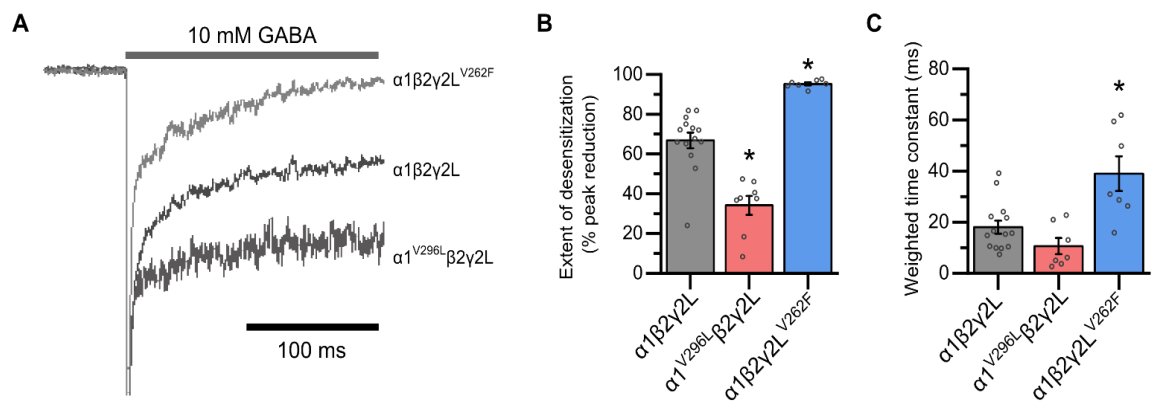 A
10 mM GABA
α1β2γ2L^V262F
α1β2γ2L
α1^V296Lβ2γ2L
100 ms
B
Extent of desensitization
(% peak reduction)
100
80
60
40
20
0
*
*
α1β2γ2L
α1^V296Lβ2γ2L
α1β2γ2L^V262F
C
Weighted time constant (ms)
80
60
40
20
0
*
α1β2γ2L
α1^V296Lβ2γ2L
α1β2γ2L^V262F